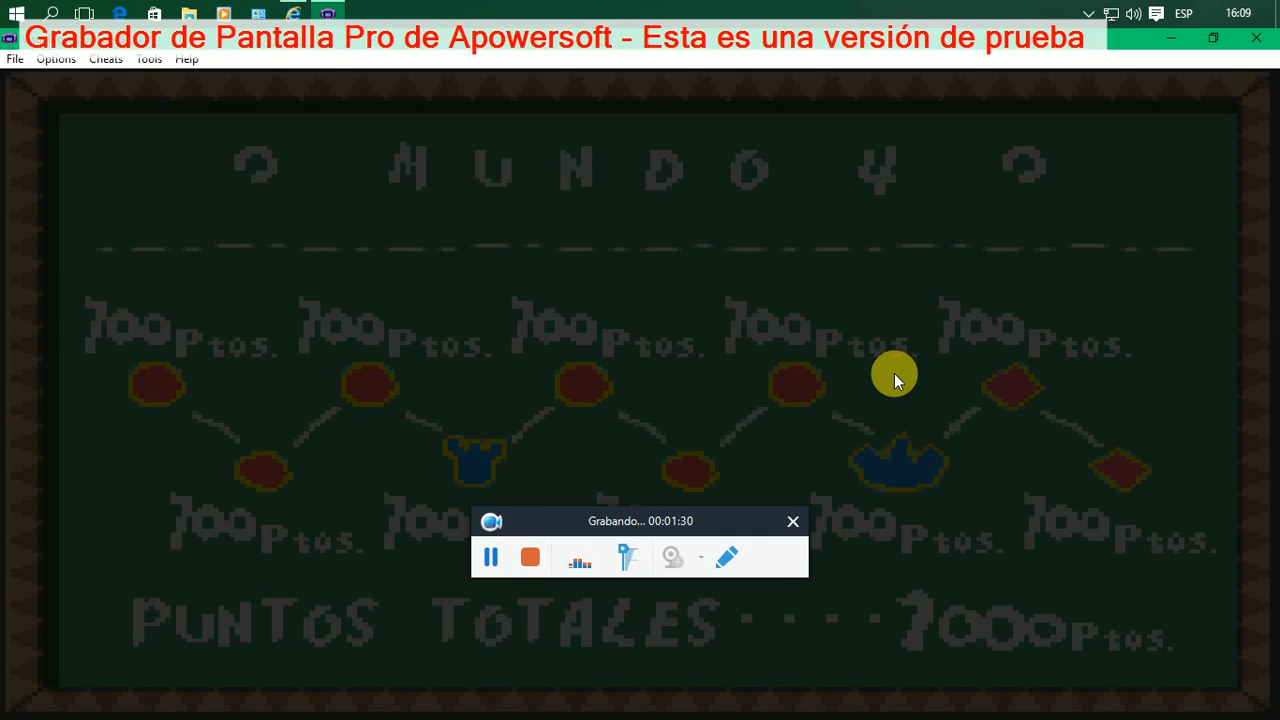 ESP 16:09
Grabador de Pantalla Pro de Apowersoft - Esta es una versión de prueba
File Options Cheats Tools Help
MUNDO 4
700Ptos. 700Ptos. 700Ptos. 700Ptos. 700Ptos.
700Ptos. 700 700Ptos. 700Ptos.
Grabando... 00:01:30
PUNTOS TOTALES.....7000Ptos.